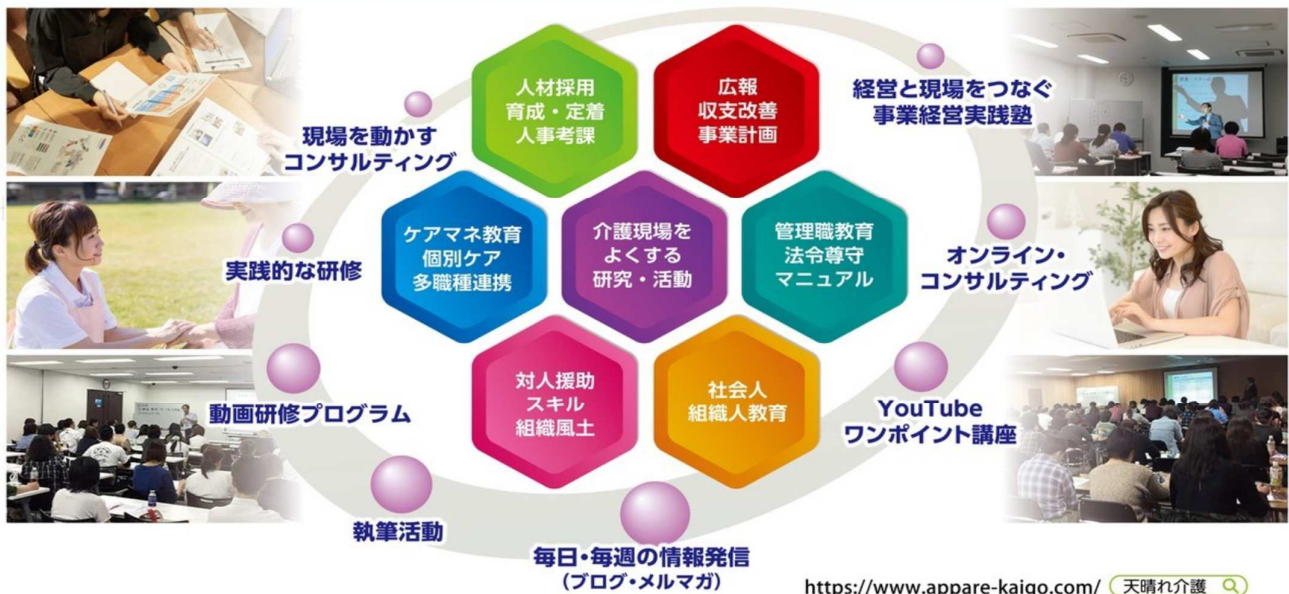 人材採用
育成・定着
人事考課
広報
収支改善
事業計画
経営と現場をつなぐ
事業経営実践塾
現場を動かす
コンサルティング
ケアマネ教育
個別ケア
多職種連携
介護現場を
よくする
研究・活動
管理職教育
法令尊守
マニュアル
実践的な研修
オンライン・
コンサルティング
対人援助
スキル
組織風土
社会人
組織人教育
動画研修プログラム
YouTube
ワンポイント講座
執筆活動
毎日・毎週の情報発信
(ブログ・メルマガ)
https://www.appare-kaigo.com/ 天晴れ介護